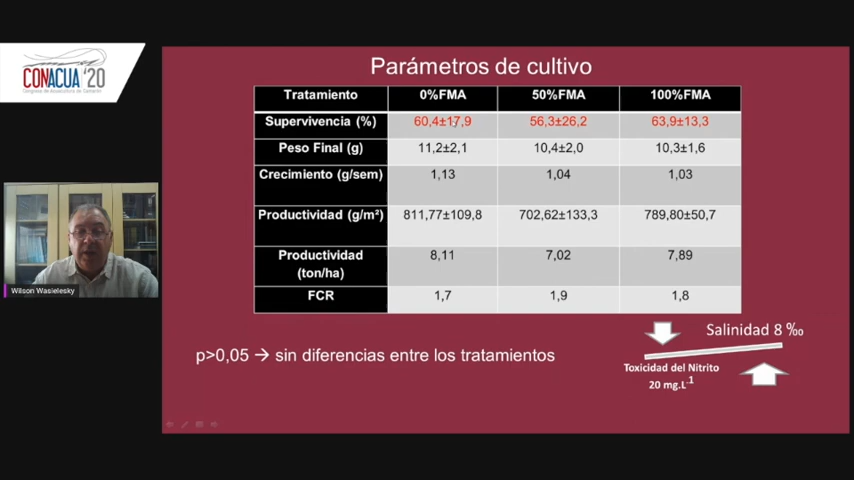 CONACUA '20
Congreso de Acuicultura de Camarón
Wilson Wasielesky
Parámetros de cultivo
Tratamiento 0%FMA 50%FMA 100%FMA
Supervivencia (%) 60,4±17,9 56,3±26,2 63,9±13,3
Peso Final (g) 11,2±2,1 10,4±2,0 10,3±1,6
Crecimiento (g/sem) 1,13 1,04 1,03
Productividad (g/m²) 811,77±109,8 702,62±133,3 789,80±50,7
Productividad (ton/ha) 8,11 7,02 7,89
FCR 1,7 1,9 1,8
p>0,05 → sin diferencias entre los tratamientos
Salinidad 8 ‰
Toxicidad del Nitrito
20 mg.L-1